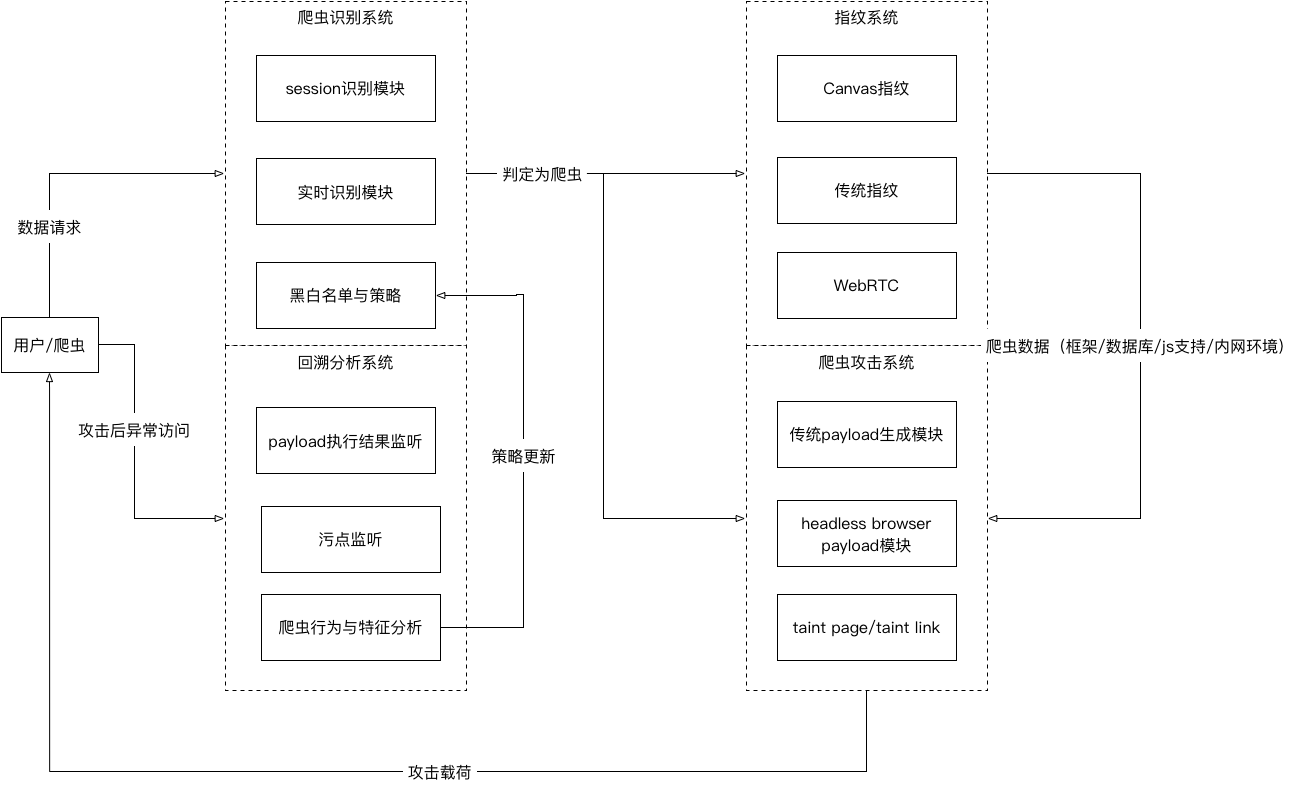 爬虫识别系统
session识别模块
实时识别模块
黑白名单与策略
指纹系统
Canvas指纹
传统指纹
WebRTC
判定为爬虫
数据请求
用户/爬虫
攻击后异常访问
回溯分析系统
payload执行结果监听
污点监听
爬虫行为与特征分析
策略更新
爬虫数据（框架/数据库/js支持/内网环境）
爬虫攻击系统
传统payload生成模块
headless browser
payload模块
taint page/taint link
攻击载荷